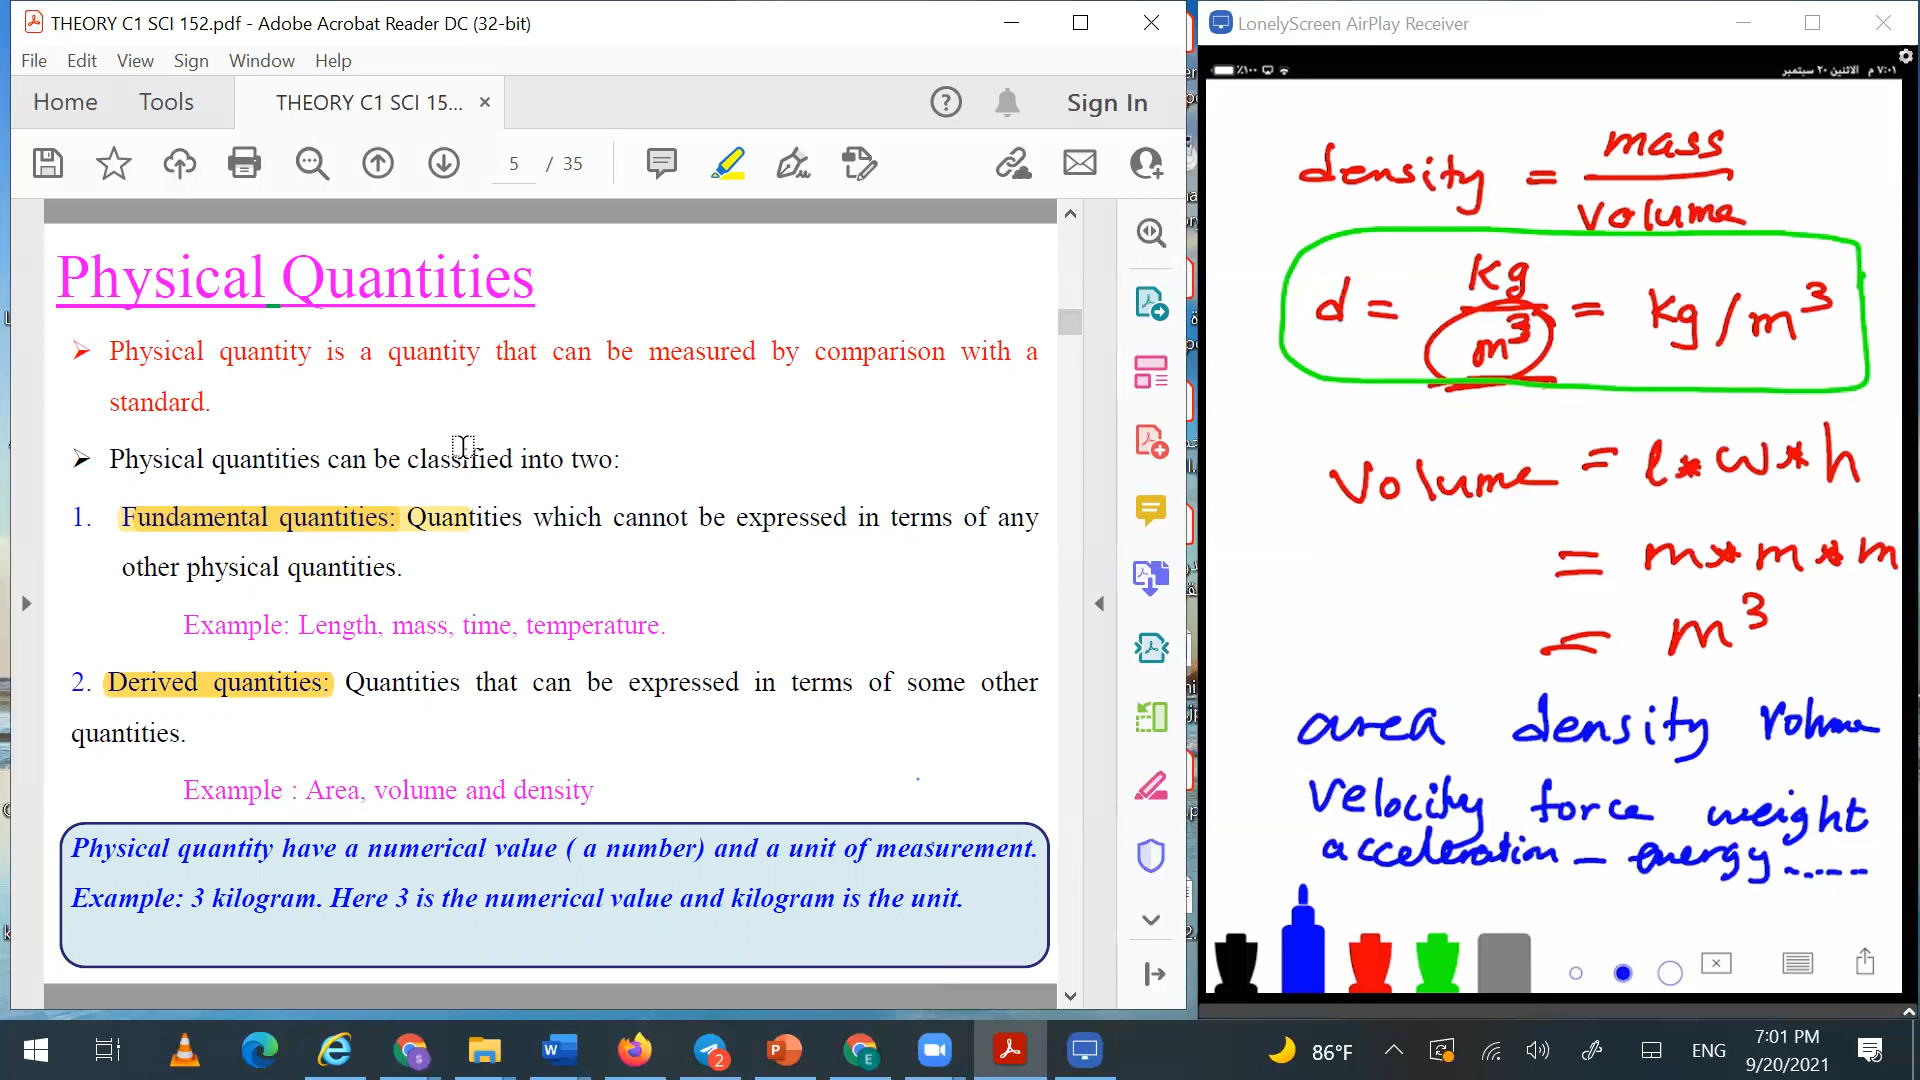 THEORY C1 SCI 152.pdf - Adobe Acrobat Reader DC (32-bit)
File Edit View Sign Window Help
Home Tools THEORY C1 SCI 15... × Sign In
5 / 35
Physical Quantities
➢ Physical quantity is a quantity that can be measured by comparison with a
standard.
➢ Physical quantities can be classified into two:
1. Fundamental quantities: Quantities which cannot be expressed in terms of any
other physical quantities.
Example: Length, mass, time, temperature.
2. Derived quantities: Quantities that can be expressed in terms of some other
quantities.
Example : Area, volume and density
Physical quantity have a numerical value ( a number) and a unit of measurement.
Example: 3 kilogram. Here 3 is the numerical value and kilogram is the unit.
LonelyScreen AirPlay Receiver
٪١٠٠ ٧:٠١ م الاثنين ٢٠ سبتمبر
density = mass
volume
d = kg = kg/m³
m³
volume = l*w*h
= m*m*m
= m³
area density volume
velocity force weight
acceleration – energy.....
2
86°F ENG 7:01 PM
9/20/2021